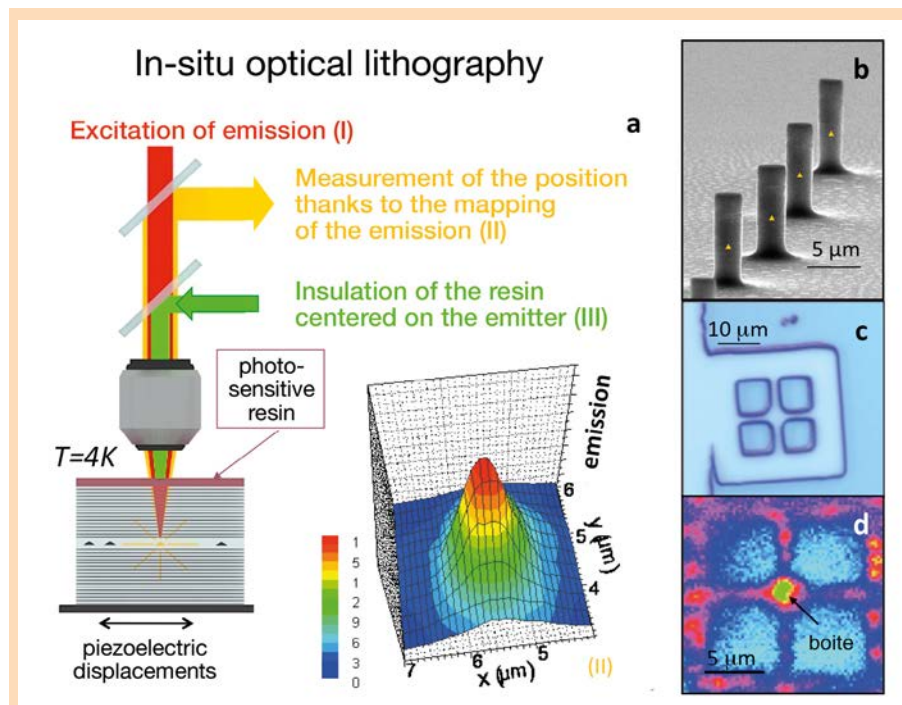 In-situ optical lithography
Excitation of emission (I)
a
Measurement of the position
thanks to the mapping
of the emission (II)
Insulation of the resin
centered on the emitter (III)
photo-
sensitive
resin
T=4K
piezoelectric
displacements
1
5
1
1
2
9
6
3
0
emission
6
5
4
y (µm)
7
6
5
x (µm)
(II)
b
5 µm
10 µm
c
d
boite
5 µm